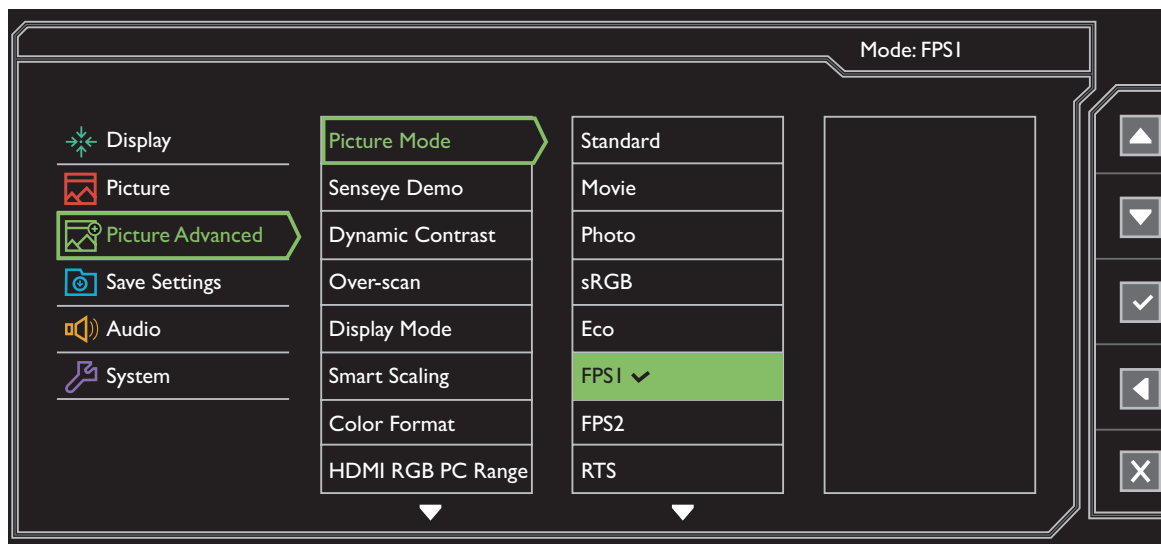 Mode: FPS1
Display
Picture
Picture Advanced
Save Settings
Audio
System
Picture Mode
Senseye Demo
Dynamic Contrast
Over-scan
Display Mode
Smart Scaling
Color Format
HDMI RGB PC Range
Standard
Movie
Photo
sRGB
Eco
FPS1
FPS2
RTS